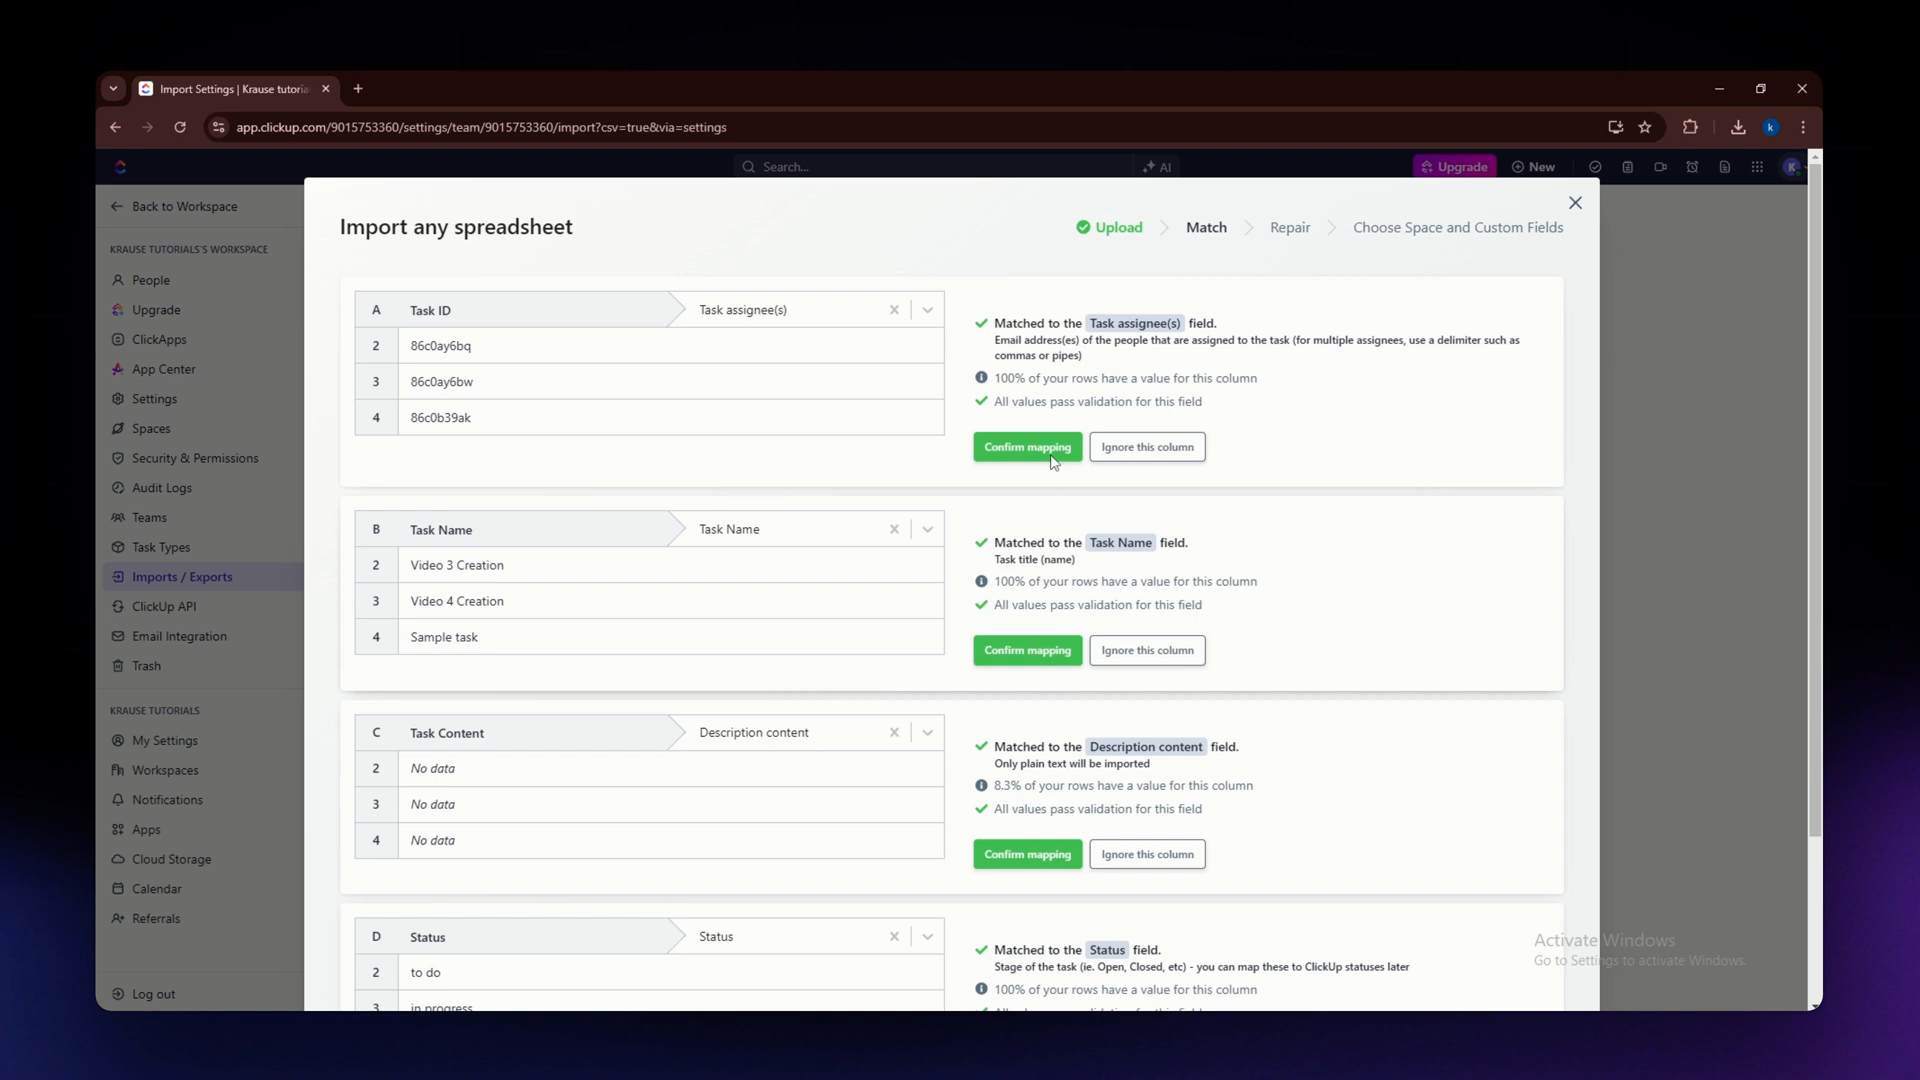 Import Settings | Krause tutoria
app.clickup.com/9015753360/settings/team/9015753360/import?csv=true&via=settings
k
Search...
AI
Upgrade
New
K
Back to Workspace
KRAUSE TUTORIALS'S WORKSPACE
People
Upgrade
ClickApps
App Center
Settings
Spaces
Security & Permissions
Audit Logs
Teams
Task Types
Imports / Exports
ClickUp API
Email Integration
Trash
KRAUSE TUTORIALS
My Settings
Workspaces
Notifications
Apps
Cloud Storage
Calendar
Referrals
Log out
Import any spreadsheet
Upload
Match
Repair
Choose Space and Custom Fields
A Task ID Task assignee(s)
2 86c0ay6bq
3 86c0ay6bw
4 86c0b39ak
Matched to the Task assignee(s) field.
Email address(es) of the people that are assigned to the task (for multiple assignees, use a delimiter such as
commas or pipes)
100% of your rows have a value for this column
All values pass validation for this field
Confirm mapping
Ignore this column
B Task Name Task Name
2 Video 3 Creation
3 Video 4 Creation
4 Sample task
Matched to the Task Name field.
Task title (name)
100% of your rows have a value for this column
All values pass validation for this field
Confirm mapping
Ignore this column
C Task Content Description content
2 No data
3 No data
4 No data
Matched to the Description content field.
Only plain text will be imported
8.3% of your rows have a value for this column
All values pass validation for this field
Confirm mapping
Ignore this column
D Status Status
2 to do
3 in progress
Matched to the Status field.
Stage of the task (ie. Open, Closed, etc) - you can map these to ClickUp statuses later
100% of your rows have a value for this column
Activate Windows
Go to Settings to activate Windows.